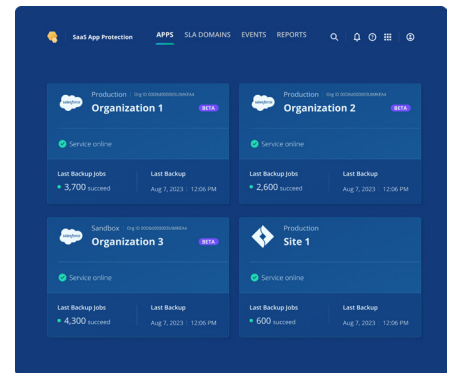 SaaS App Protection APPS SLA DOMAINS EVENTS REPORTS
Production
Organization 1 BETA
salesforce
Service online
Last Backup Jobs Last Backup
3,700 succeed Aug 7, 2023 | 12:06 PM
Production
Organization 2 BETA
salesforce
Service online
Last Backup Jobs Last Backup
2,600 succeed Aug 7, 2023 | 12:06 PM
Sandbox
Organization 3 BETA
salesforce
Service online
Last Backup Jobs Last Backup
4,300 succeed Aug 7, 2023 | 12:06 PM
Production
Site 1
Service online
Last Backup Jobs Last Backup
600 succeed Aug 7, 2023 | 12:06 PM